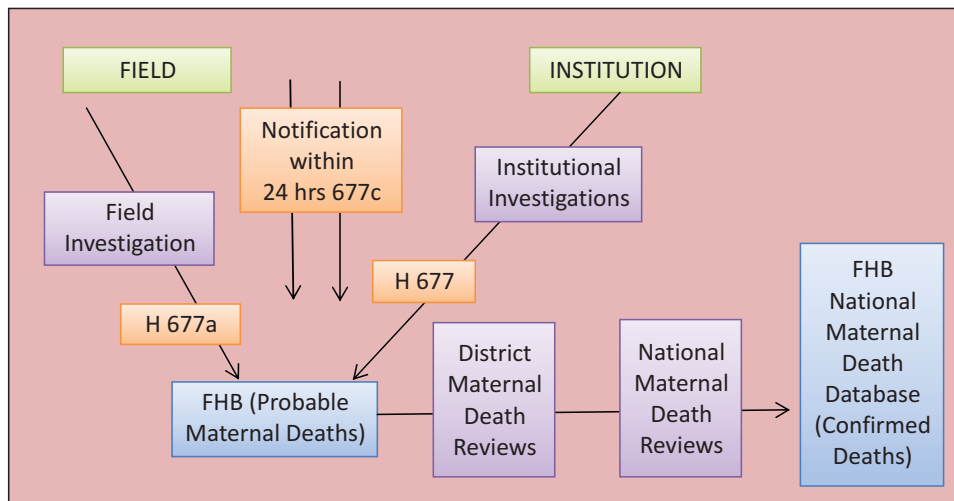 FIELD
INSTITUTION
Notification
within
24 hrs 677c
Institutional
Investigations
Field
Investigation
H 677
H 677a
FHB (Probable
Maternal Deaths)
District
Maternal
Death
Reviews
National
Maternal
Death
Reviews
FHB
National
Maternal
Death
Database
(Confirmed
Deaths)